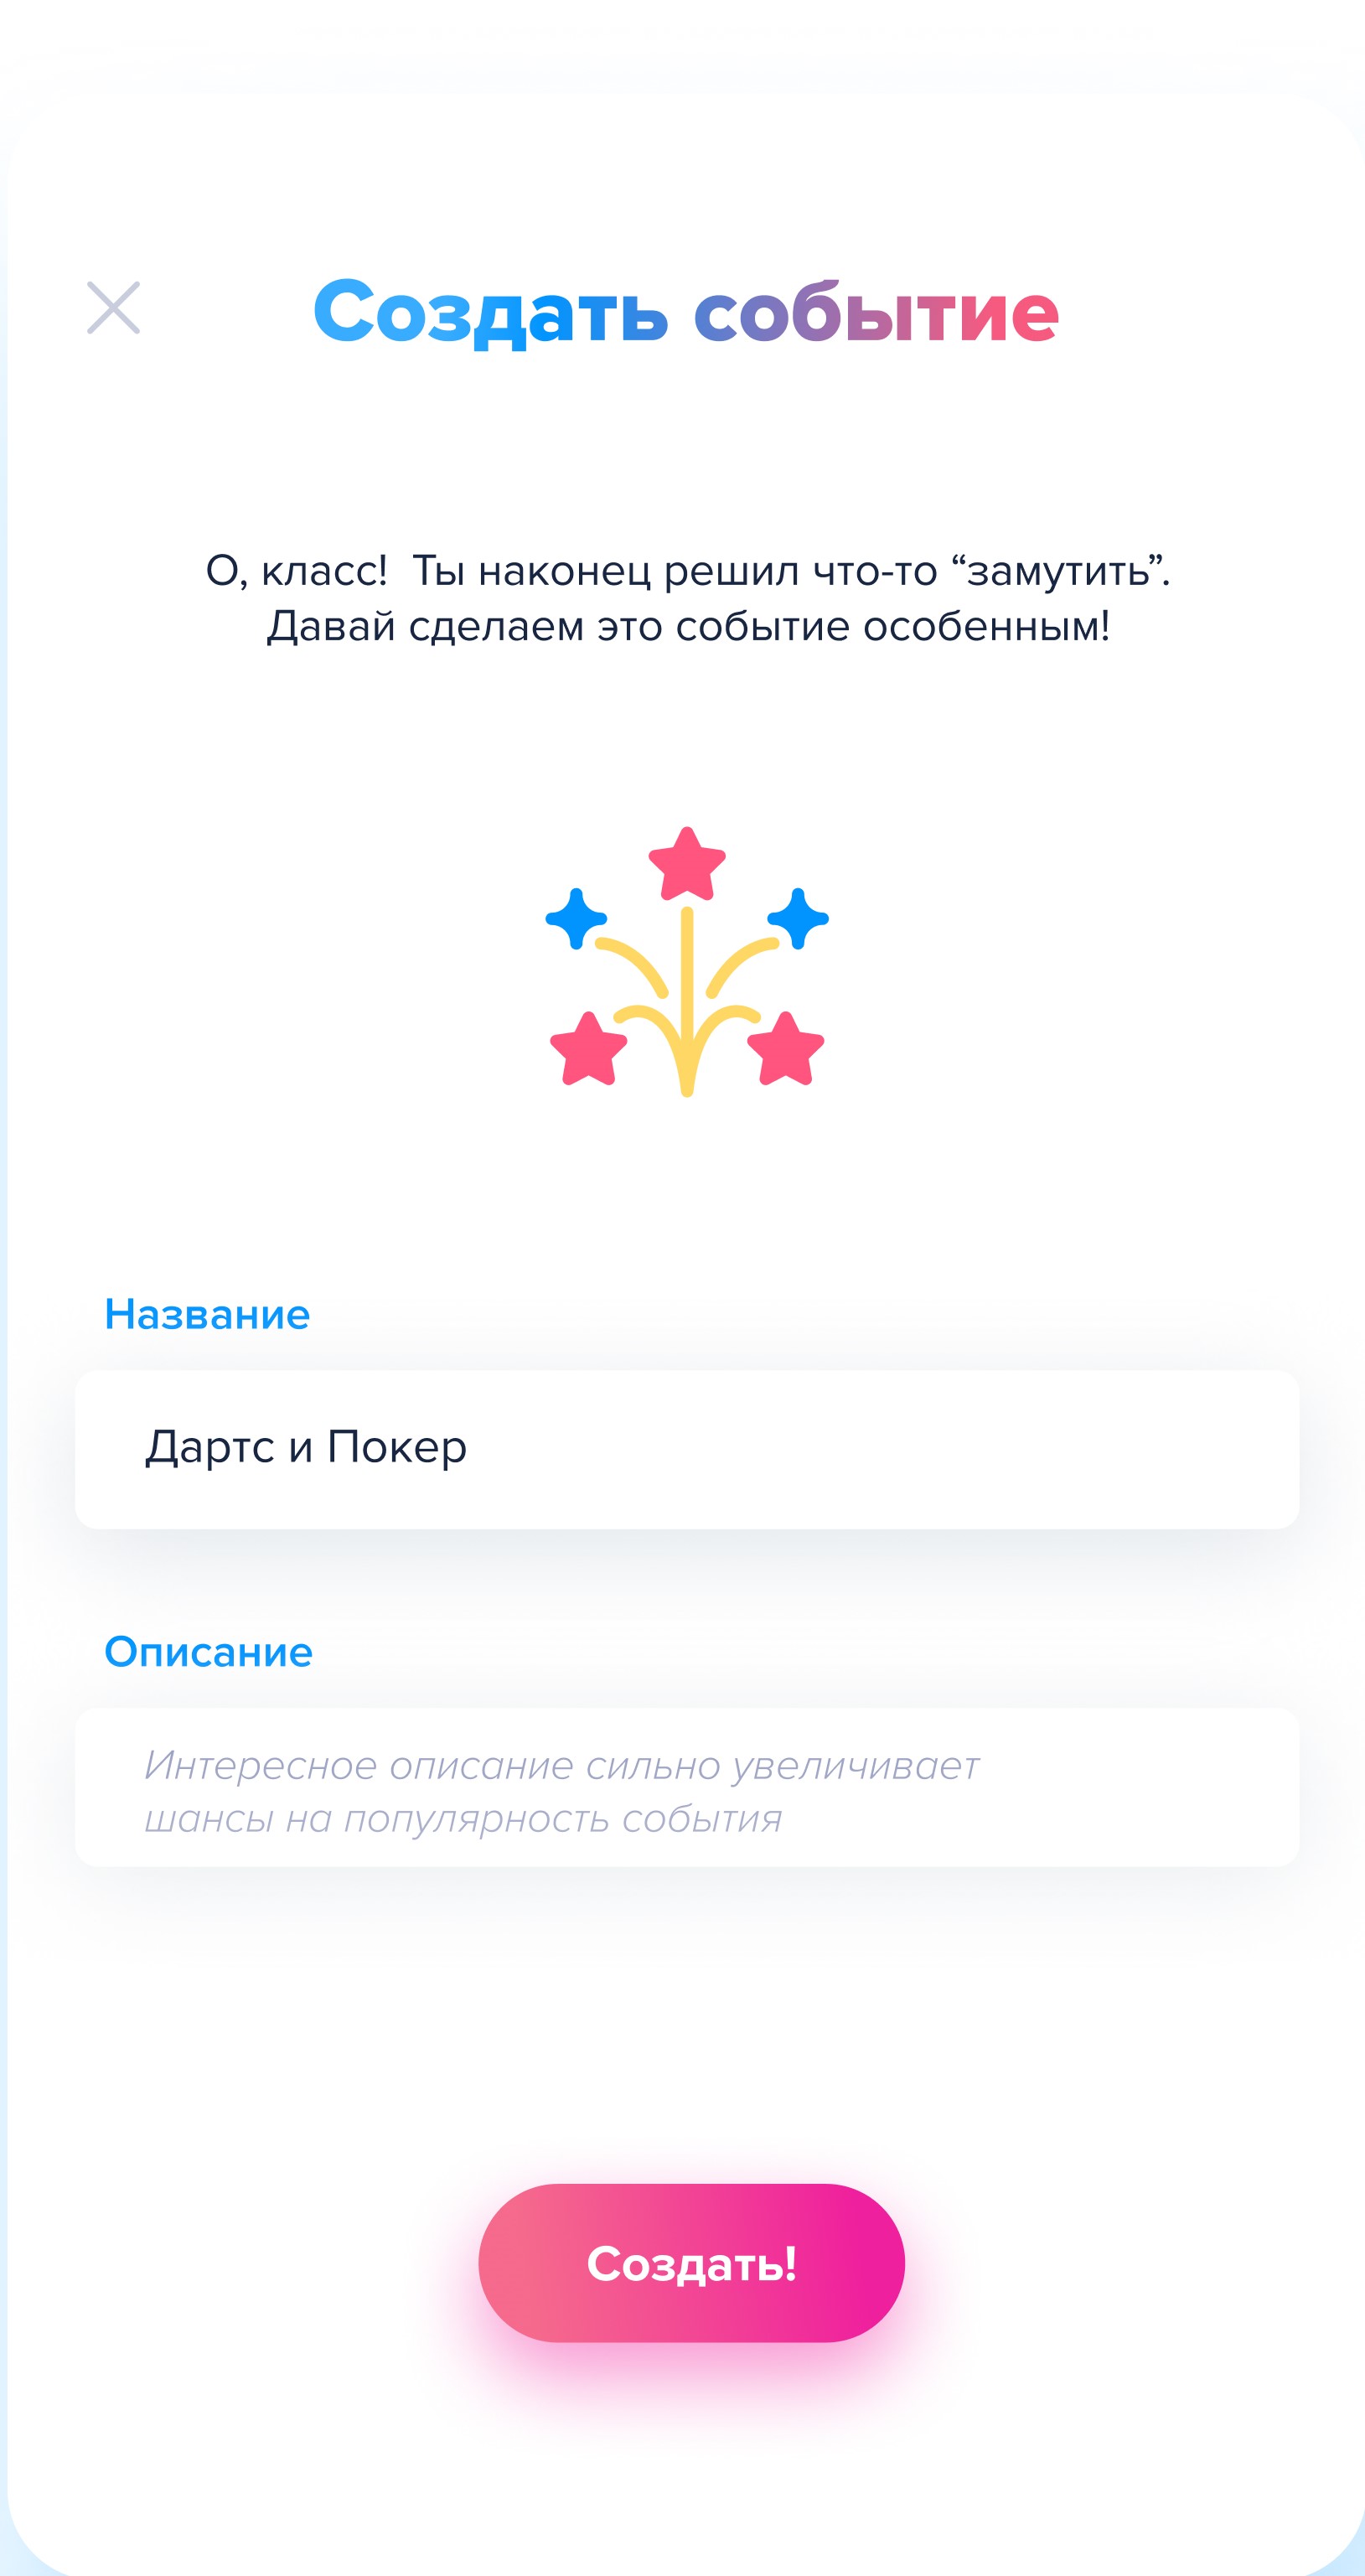 Создать событие
О, класс!  Ты наконец решил что-то “замутить”.
Давай сделаем это событие особенным!
Название
Дартс и Покер
Описание
Интересное описание сильно увеличивает
шансы на популярность события
Создать!